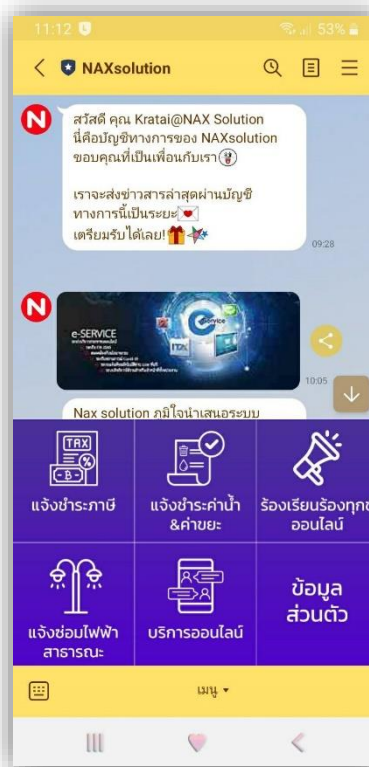 11:12
53%
NAXsolution
สวัสดี คุณ Kratai@NAX Solution
นี่คือบัญชีทางการของ NAXsolution
ขอบคุณที่เป็นเพื่อนกับเรา
เราจะส่งข่าวสารล่าสุดผ่านบัญชี
ทางการนี้เป็นระยะ
เตรียมรับได้เลย!
09:28
e-SERVICE
Service
ITA
10:05
Nax solution ภูมิใจนำเสนอระบบ
TAX
แจ้งชำระภาษี
แจ้งชำระค่าน้ำ
&ค่าขยะ
ร้องเรียนร้องทุกข
ออนไลน์
แจ้งซ่อมไฟฟ้า
สาธารณะ
บริการออนไลน์
ข้อมูล
ส่วนตัว
เมนู